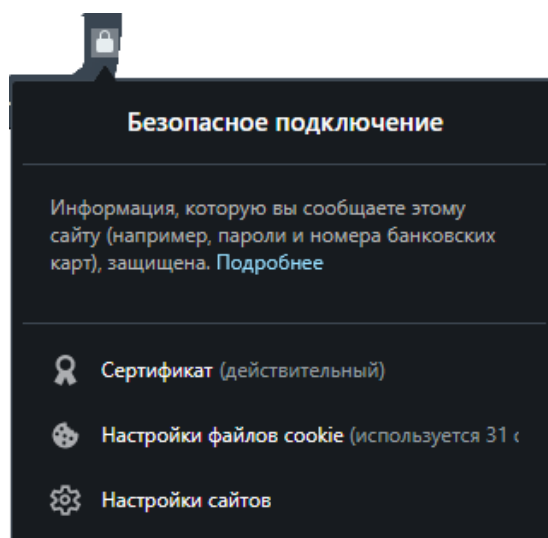 Безопасное подключение
Информация, которую вы сообщаете этому
сайту (например, пароли и номера банковских
карт), защищена. Подробнее
Сертификат (действительный)
Настройки файлов cookie (используется 31
Настройки сайтов